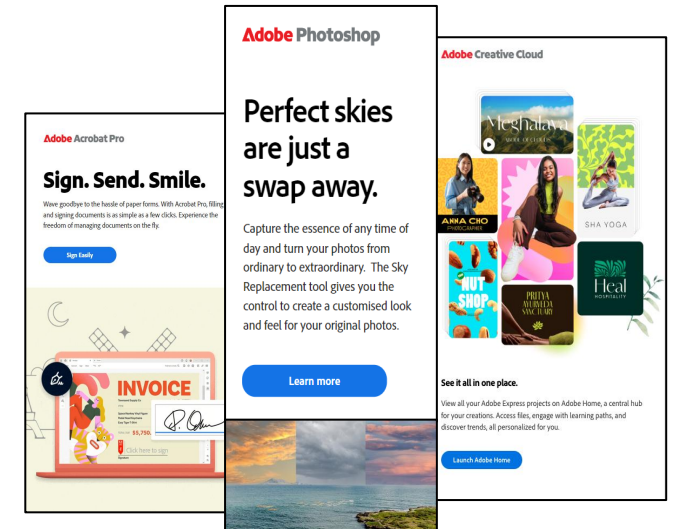 Adobe Acrobat Pro
Sign. Send. Smile.
Wave goodbye to the hassle of paper forms. With Acrobat Pro, filling
and signing documents is as simple as a few clicks. Experience the
freedom of managing documents on the fly.
Sign Easily
INVOICE
$5,750.
Click here to sign
Adobe Photoshop
Perfect skies
are just a
swap away.
Capture the essence of any time of
day and turn your photos from
ordinary to extraordinary. The Sky
Replacement tool gives you the
control to create a customised look
and feel for your original photos.
Learn more
Adobe Creative Cloud
Meghalaya
ABODE OF CLOUDS
ANNA CHO
PHOTOGRAPHER
SHA YOGA
NUT
SHOP
PRITYA
AYURVEDA
SANCTUARY
Heal
HOSPITALITY
See it all in one place.
View all your Adobe Express projects on Adobe Home, a central hub
for your creations. Access files, engage with learning paths, and
discover trends, all personalized for you.
Launch Adobe Home